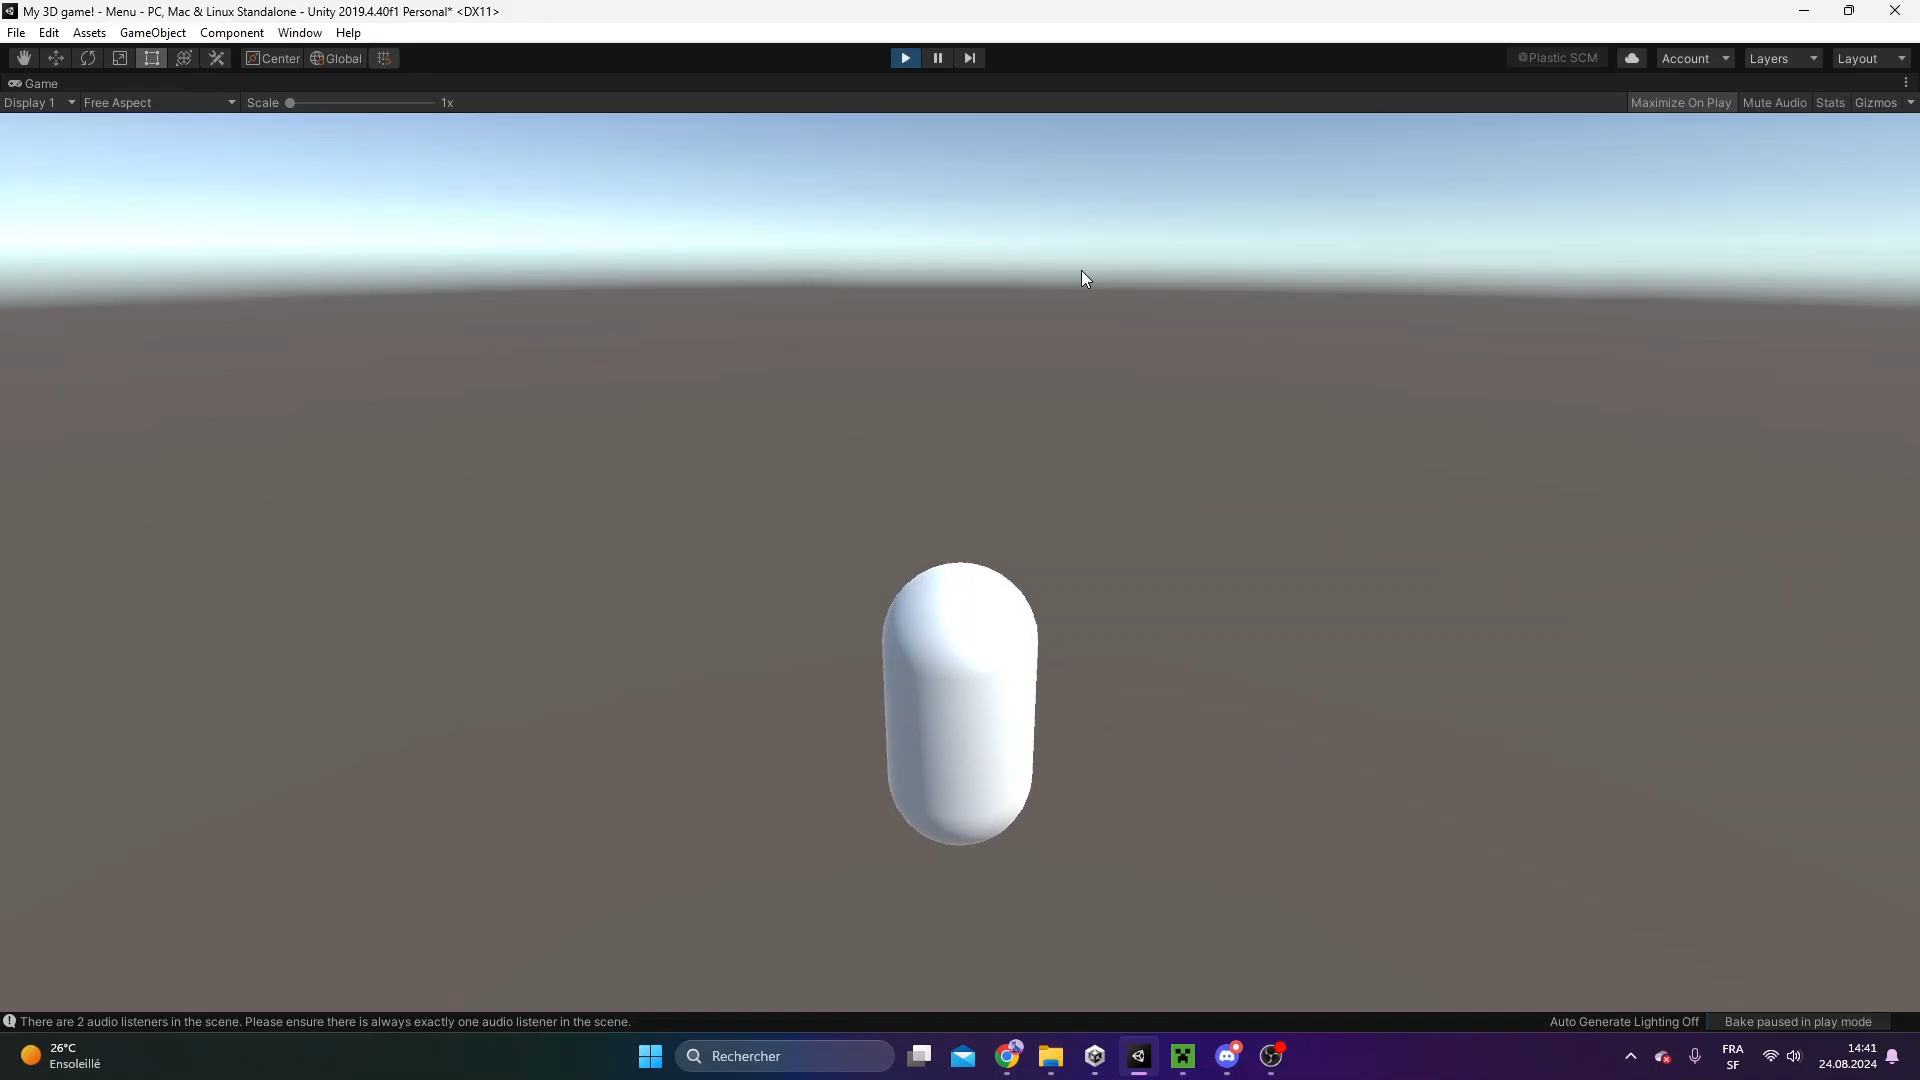 My 3D game! - Menu - PC, Mac & Linux Standalone - Unity 2019.4.40f1 Personal* <DX11>
File Edit Assets GameObject Component Window Help
Center Global Plastic SCM Account Layers Layout
Game
Display 1 Free Aspect Scale 1x Maximize On Play Mute Audio Stats Gizmos
There are 2 audio listeners in the scene. Please ensure there is always exactly one audio listener in the scene. Auto Generate Lighting Off Bake paused in play mode
26°C
Ensoleillé
Rechercher
FRA
SF
14:41
24.08.2024